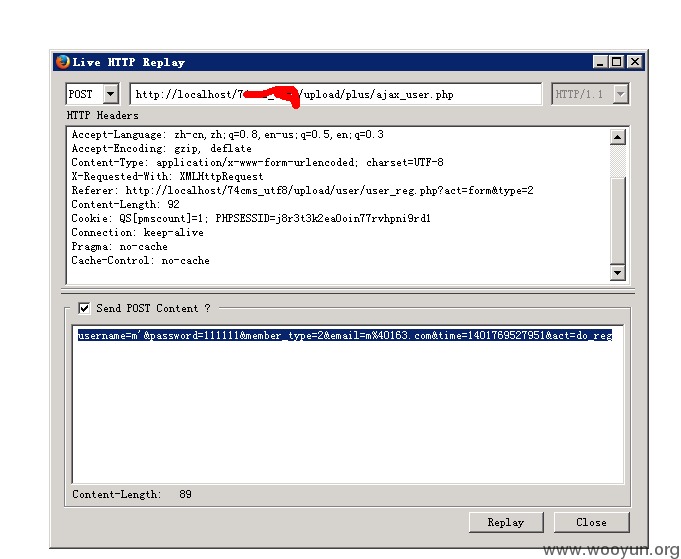 Live HTTP Replay
POST http://localhost/7 /upload/plus/ajax_user.php HTTP/1.1
HTTP Headers
Accept-Language: zh-cn,zh;q=0.8,en-us;q=0.5,en;q=0.3
Accept-Encoding: gzip, deflate
Content-Type: application/x-www-form-urlencoded; charset=UTF-8
X-Requested-With: XMLHttpRequest
Referer: http://localhost/74cms_utf8/upload/user/user_reg.php?act=form&type=2
Content-Length: 92
Cookie: QS[pmscount]=1; PHPSESSID=j8r3t3k2ea0oin77rvhpni9rd1
Connection: keep-alive
Pragma: no-cache
Cache-Control: no-cache
Send POST Content ?
username=m'&password=111111&member_type=2&email=m%40163.com&time=1401769527951&act=do_reg
Content-Length: 89
Replay Close
www.wooyun.org